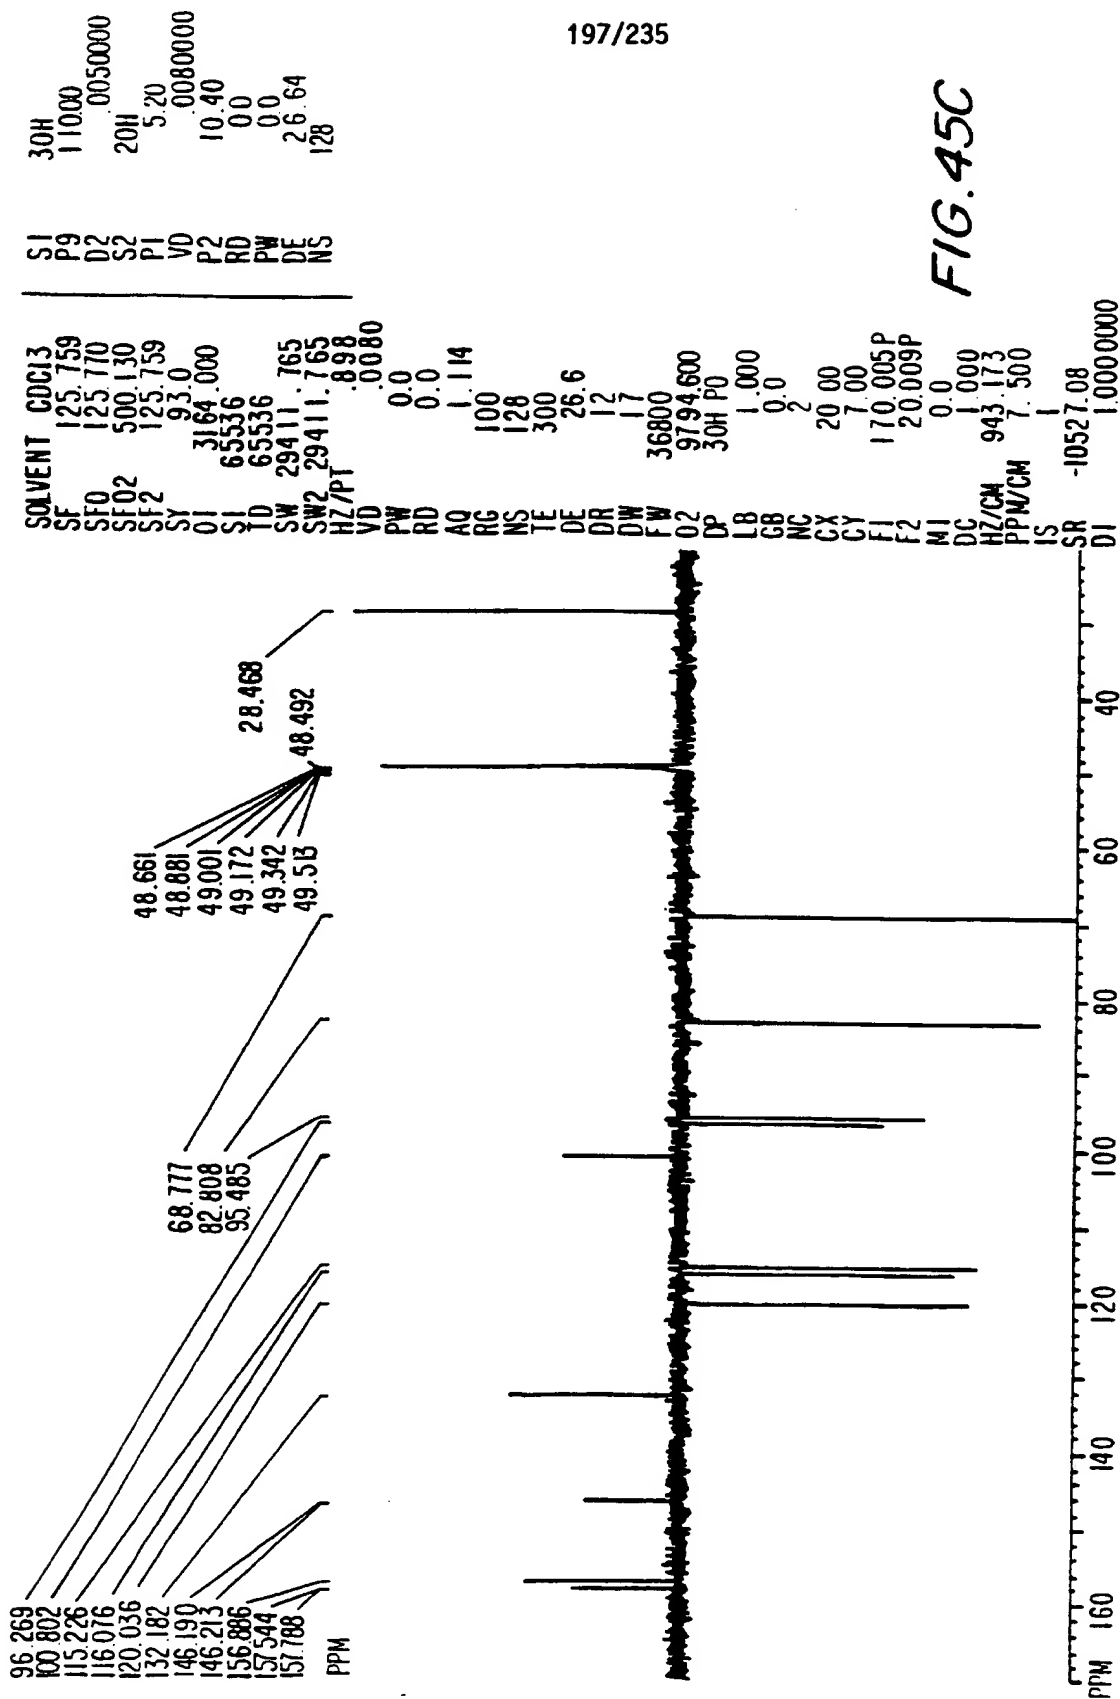 197/235
SOLVENT CDCl3
SF 125.759
SFO 125.770
SFO2 500.130
SF2 125.759
SY 93.0
O1 3164.000
SI 65536
TD 65536
SW 29411.765
SW2 29411.765
HZ/PT .898
VD .0080
PW 0.0
RD 0.0
AQ 1.114
RG 100
NS 128
TE 300
DE 26.6
DR 12
DW 17
FW 36800
O2 9794.600
DP 30H PO
LB 1.000
GB 0.0
NC 2
CX 20.00
CY 7.00
F1 170.005P
F2 20.009P
MI 0.0
DC 1.000
HZ/CM 943.173
PPM/CM 7.500
IS 1
SR -10527.08
DI 1.0000000
S1 30H
P9 110.00
D2 .0050000
S2 20H
P1 5.20
VD .0080000
P2 10.40
RD 0.0
PW 0.0
DE 26.64
NS 128
96.269
100.802
115.226
116.076
120.036
132.182
146.190
146.213
156.886
157.544
157.788
PPM
68.777
82.808
95.485
48.661
48.881
49.001
49.172
49.342
49.513
48.492
28.468
PPM 160 140 120 100 80 60 40
FIG.45C